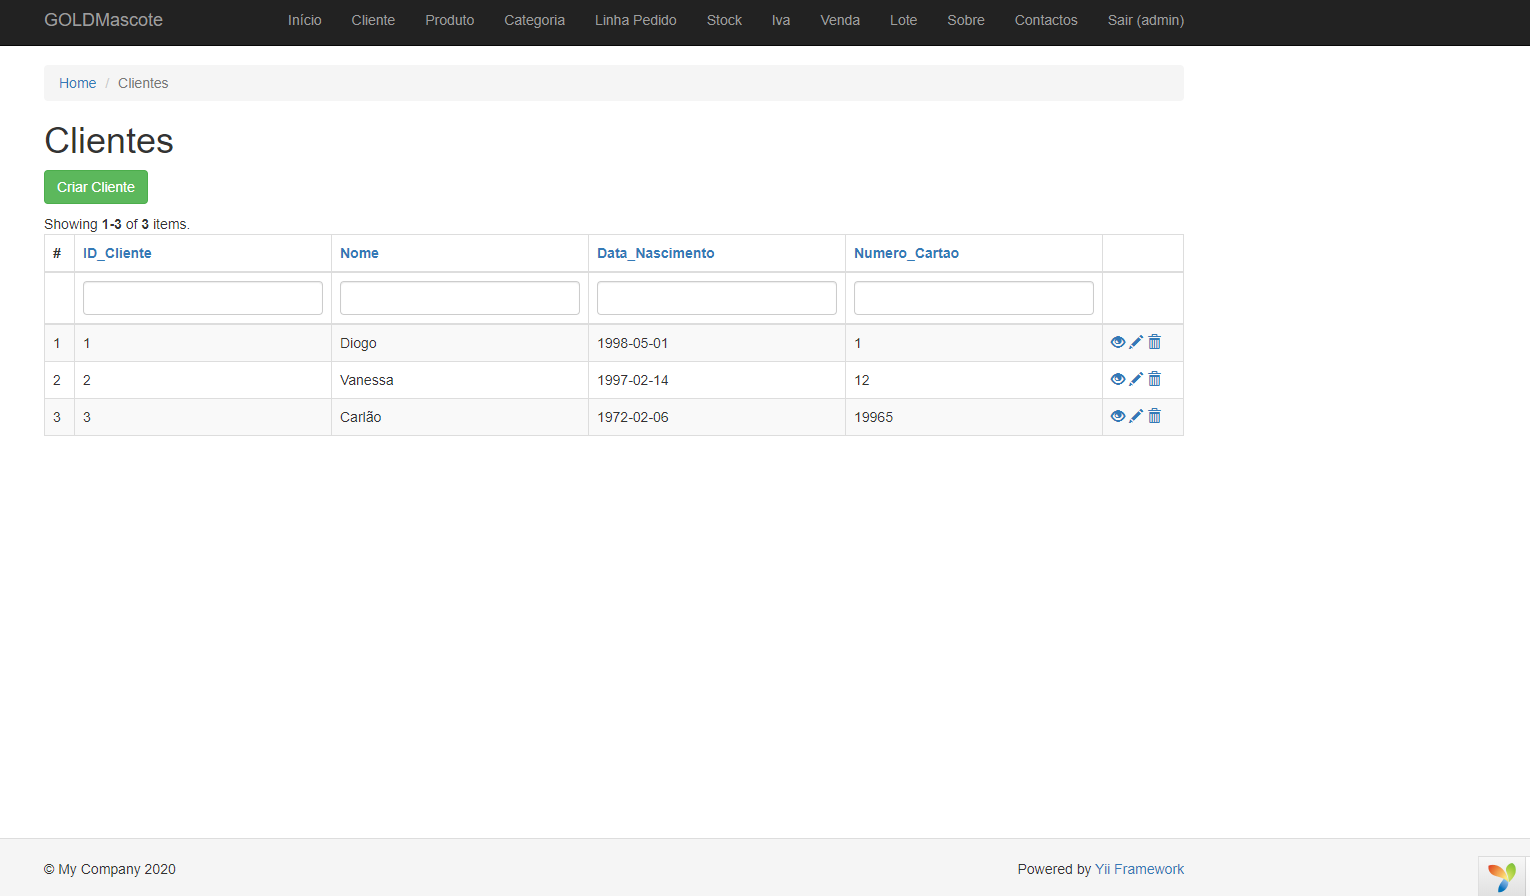 GOLDMascote Início Cliente Produto Categoria Linha Pedido Stock Iva Venda Lote Sobre Contactos Sair (admin)
Home / Clientes
Clientes
Criar Cliente
Showing 1-3 of 3 items.
# ID_Cliente Nome Data_Nascimento Numero_Cartao
1 1 Diogo 1998-05-01 1
2 2 Vanessa 1997-02-14 12
3 3 Carlão 1972-02-06 19965
© My Company 2020 Powered by Yii Framework